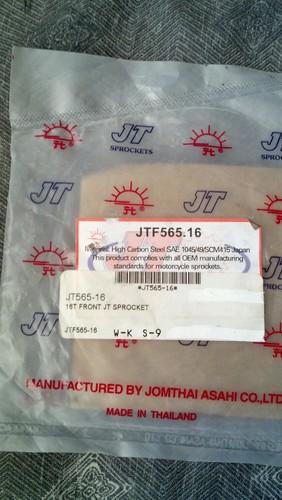 JT
SPROCKETS
JT
JT
JTF565.16
Material: High Carbon Steel SAE 1045/49/SCM415 Japan
This product complies with all OEM manufacturing
standards for motorcycle sprockets.
*JT565-16*
JT565-16
16T FRONT JT SPROCKET
JTF565-16 W-K S-9
MANUFACTURED BY JOMTHAI ASAHI CO.,LTD
MADE IN THAILAND